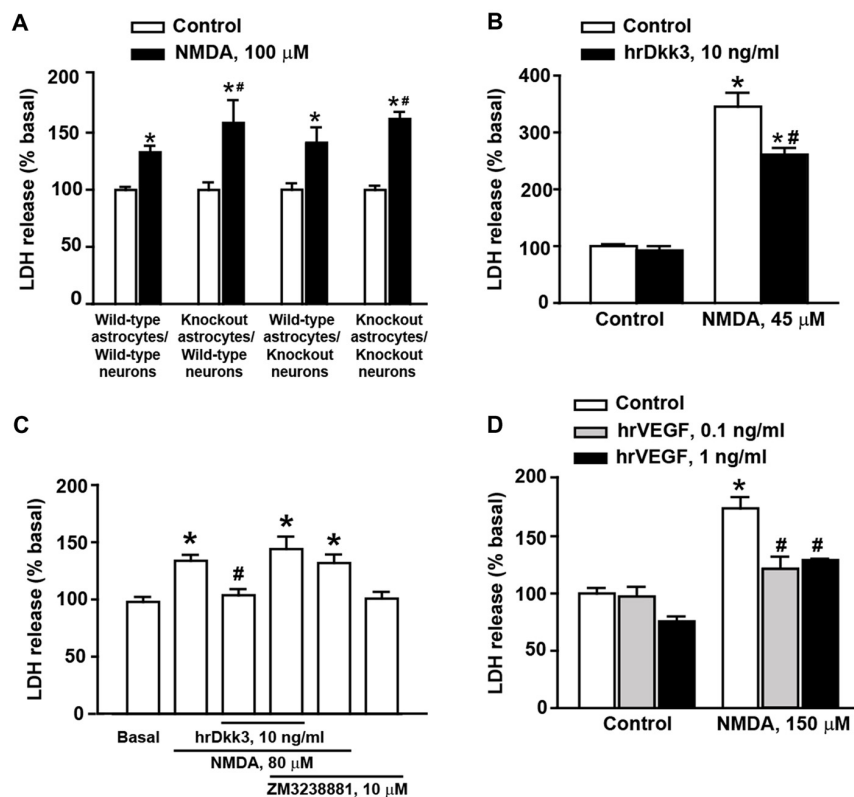 A
Control
NMDA, 100 μM
LDH release (% basal)
200
150
100
50
0
* *# * *#
Wild-type astrocytes/ Wild-type neurons
Knockout astrocytes/ Wild-type neurons
Wild-type astrocytes/ Knockout neurons
Knockout astrocytes/ Knockout neurons
B
Control
hrDkk3, 10 ng/ml
LDH release (% basal)
400
300
200
100
0
* *#
Control
NMDA, 45 μM
C
LDH release (% basal)
200
150
100
50
0
* # * *
Basal
hrDkk3, 10 ng/ml
NMDA, 80 μM
ZM3238881, 10 μM
D
Control
hrVEGF, 0.1 ng/ml
hrVEGF, 1 ng/ml
LDH release (% basal)
200
150
100
50
0
* # #
Control
NMDA, 150 μM